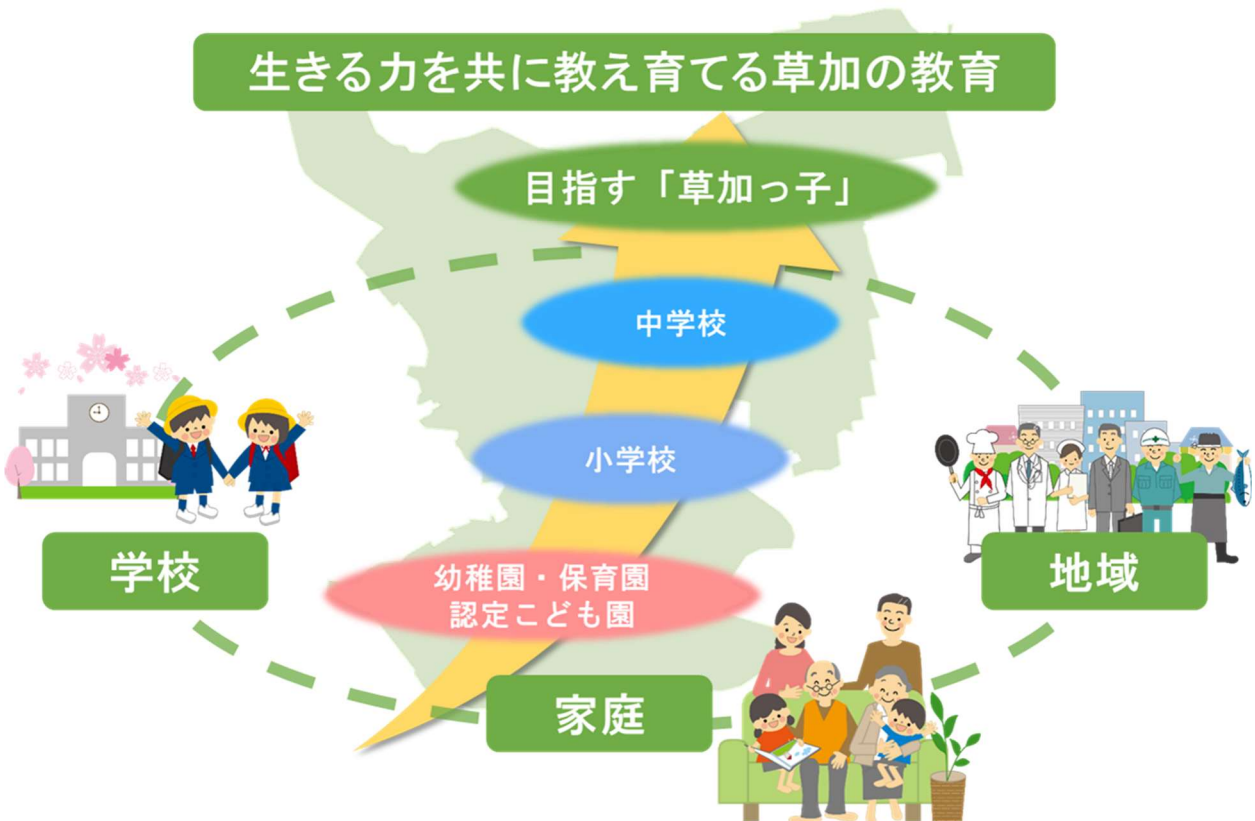 生きる力を共に教え育てる草加の教育
目指す「草加っ子」
中学校
小学校
幼稚園・保育園
認定こども園
学校
地域
家庭